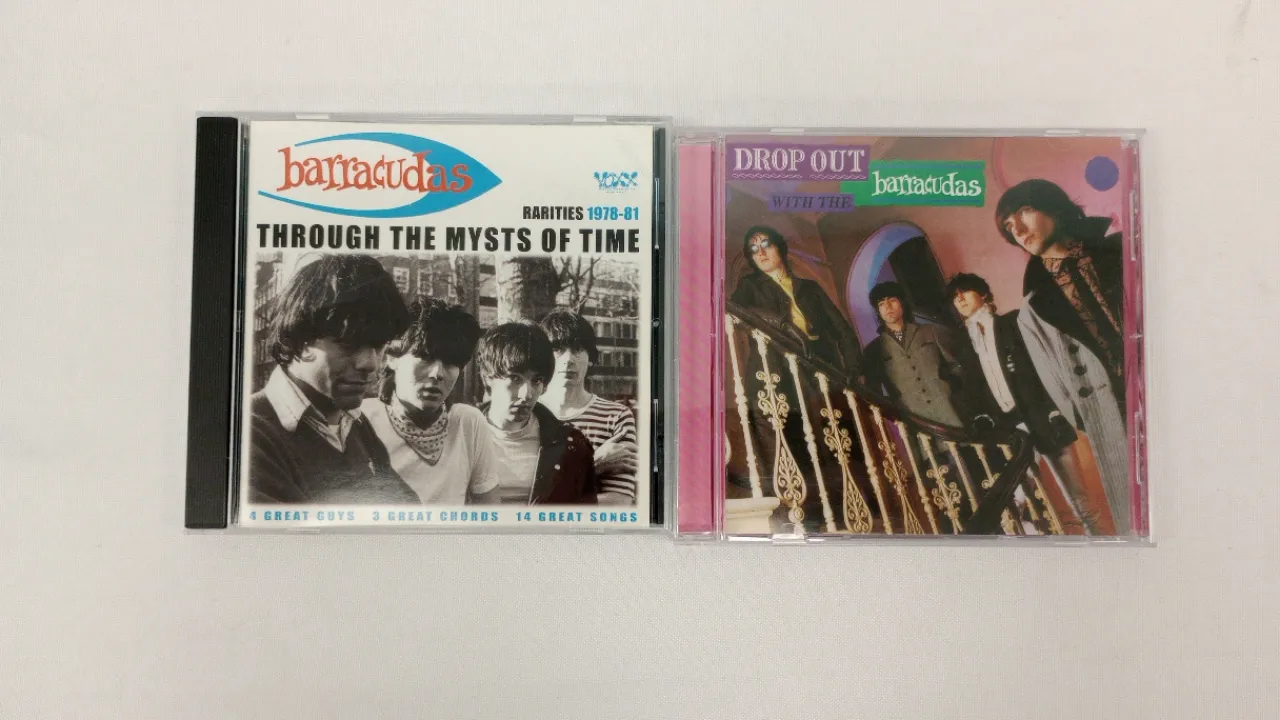 barracudas
VOXX
RARITIES 1978-81
THROUGH THE MYSTS OF TIME
4 GREAT GUYS 3 GREAT CHORDS 14 GREAT SONGS
DROP OUT
WITH THE
barracudas